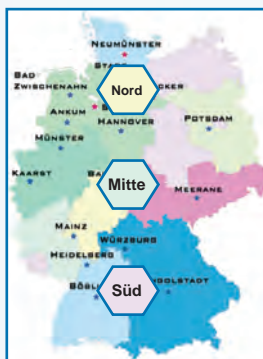 NEUMÜNSTER
BAD
ZWISCHENAHN
Nord
ANKUM
HANNOVER
POTSDAM
MÜNSTER
KAARST
Mitte
MEERANE
MAINZ
WÜRZBURG
HEIDELBERG
Süd